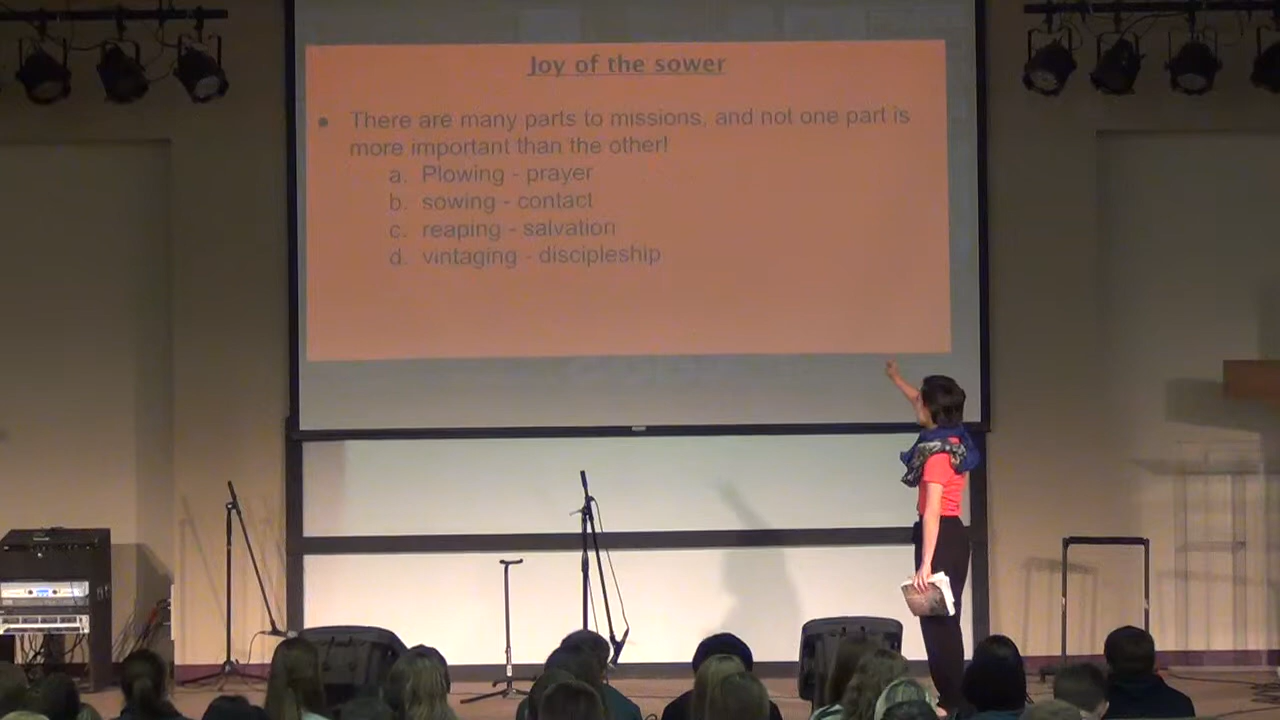 Joy of the sower
• There are many parts to missions, and not one part is
more important than the other!
a. Plowing - prayer
b. sowing - contact
c. reaping - salvation
d. vintaging - discipleship